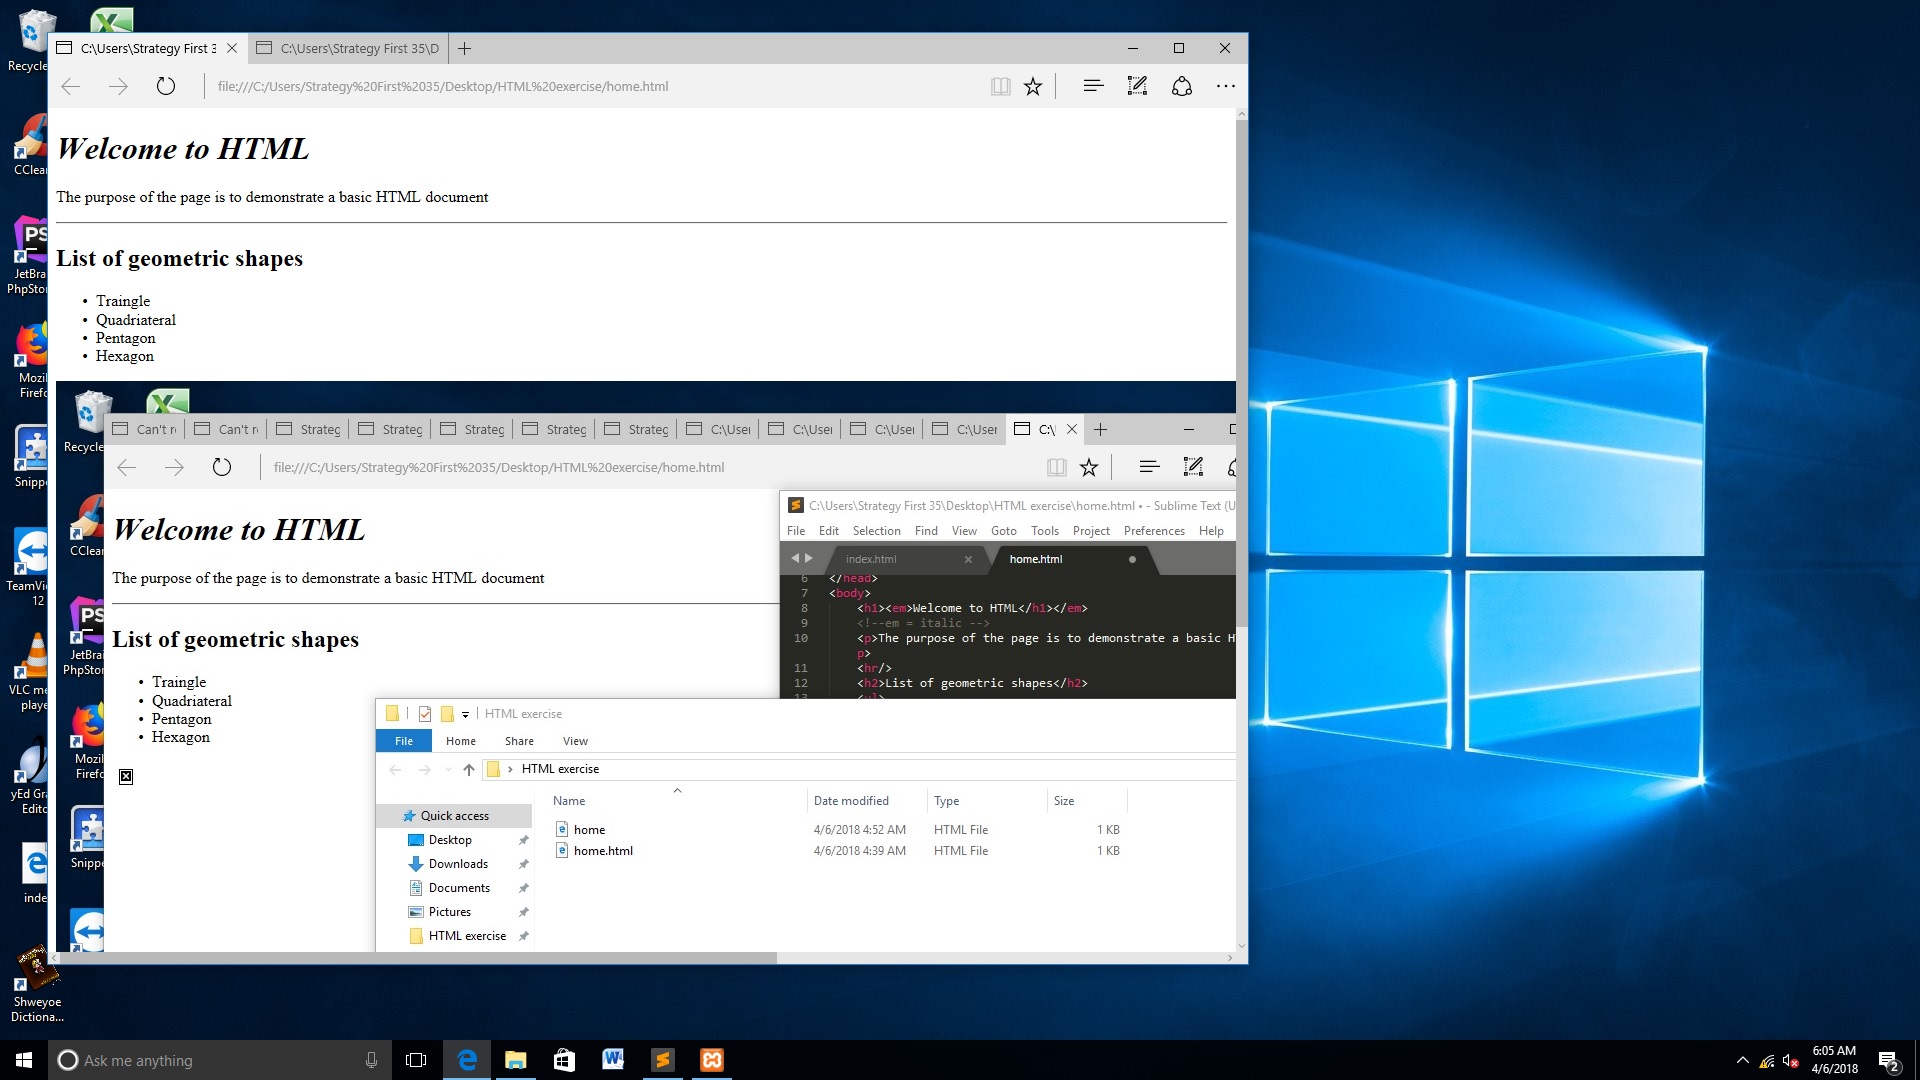 C:\Users\Strategy First 3
C:\Users\Strategy First 35\D
file:///C:/Users/Strategy%20First%2035/Desktop/HTML%20exercise/home.html
Welcome to HTML
The purpose of the page is to demonstrate a basic HTML document
List of geometric shapes
• Traingle
• Quadriateral
• Pentagon
• Hexagon
Recycle
Can't r
Can't r
Strateg
Strateg
Strateg
Strateg
Strateg
C:\User
C:\User
C:\User
C:\User
C:\
file:///C:/Users/Strategy%20First%2035/Desktop/HTML%20exercise/home.html
Welcome to HTML
The purpose of the page is to demonstrate a basic HTML document
List of geometric shapes
• Traingle
• Quadriateral
• Pentagon
• Hexagon
C:\Users\Strategy First 35\Desktop\HTML exercise\home.html • - Sublime Text (U
File Edit Selection Find View Goto Tools Project Preferences Help
index.html
home.html
6 </head>
7 <body>
8 <h1><em>Welcome to HTML</h1></em>
9 <!--em = italic -->
10 <p>The purpose of the page is to demonstrate a basic H
p>
11 <hr/>
12 <h2>List of geometric shapes</h2>
13 <ul>
HTML exercise
File Home Share View
HTML exercise
Name Date modified Type Size
home 4/6/2018 4:52 AM HTML File 1 KB
home.html 4/6/2018 4:39 AM HTML File 1 KB
Quick access
Desktop
Downloads
Documents
Pictures
HTML exercise
CClea
JetBra
PhpStor
Mozil
Firefo
Snippe
Recycle
CClear
JetBrai
PhpStor
Mozil
Firefo
Snipp
TeamVi
12
VLC me
playe
yEd Gra
Edito
inde
Shweyoe
Dictiona...
Ask me anything
6:05 AM
4/6/2018
2